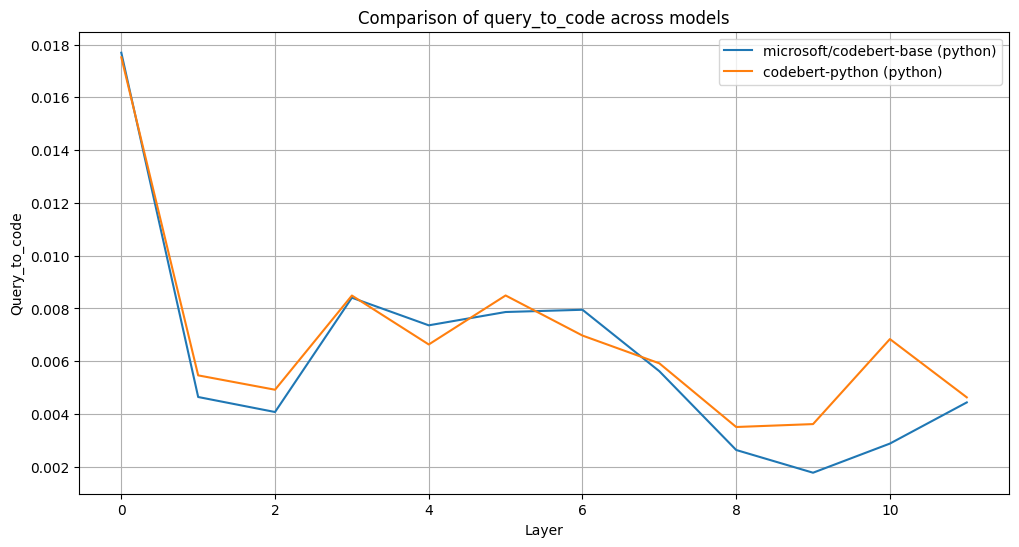 Comparison of query_to_code across models
microsoft/codebert-base (python)
codebert-python (python)
Query_to_code
0.018
0.016
0.014
0.012
0.010
0.008
0.006
0.004
0.002
0 2 4 6 8 10
Layer